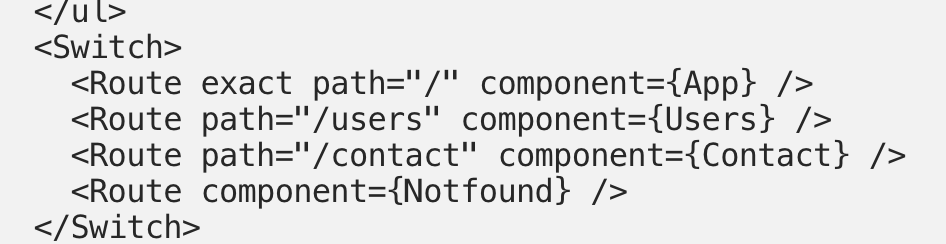 </ul>
<Switch>
<Route exact path="/" component={App} />
<Route path="/users" component={Users} />
<Route path="/contact" component={Contact} />
<Route component={Notfound} />
</Switch>